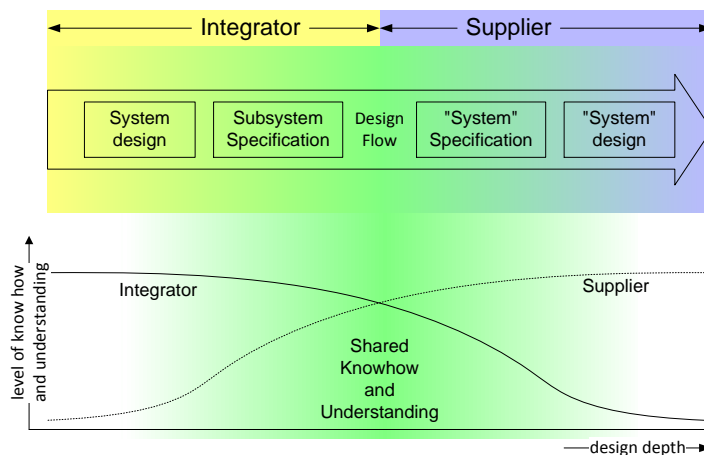 Integrator
Supplier
System
design
Subsystem
Specification
Design
Flow
"System"
Specification
"System"
design
level of know how
and understanding
Integrator
Supplier
Shared
Knowhow
and
Understanding
design depth